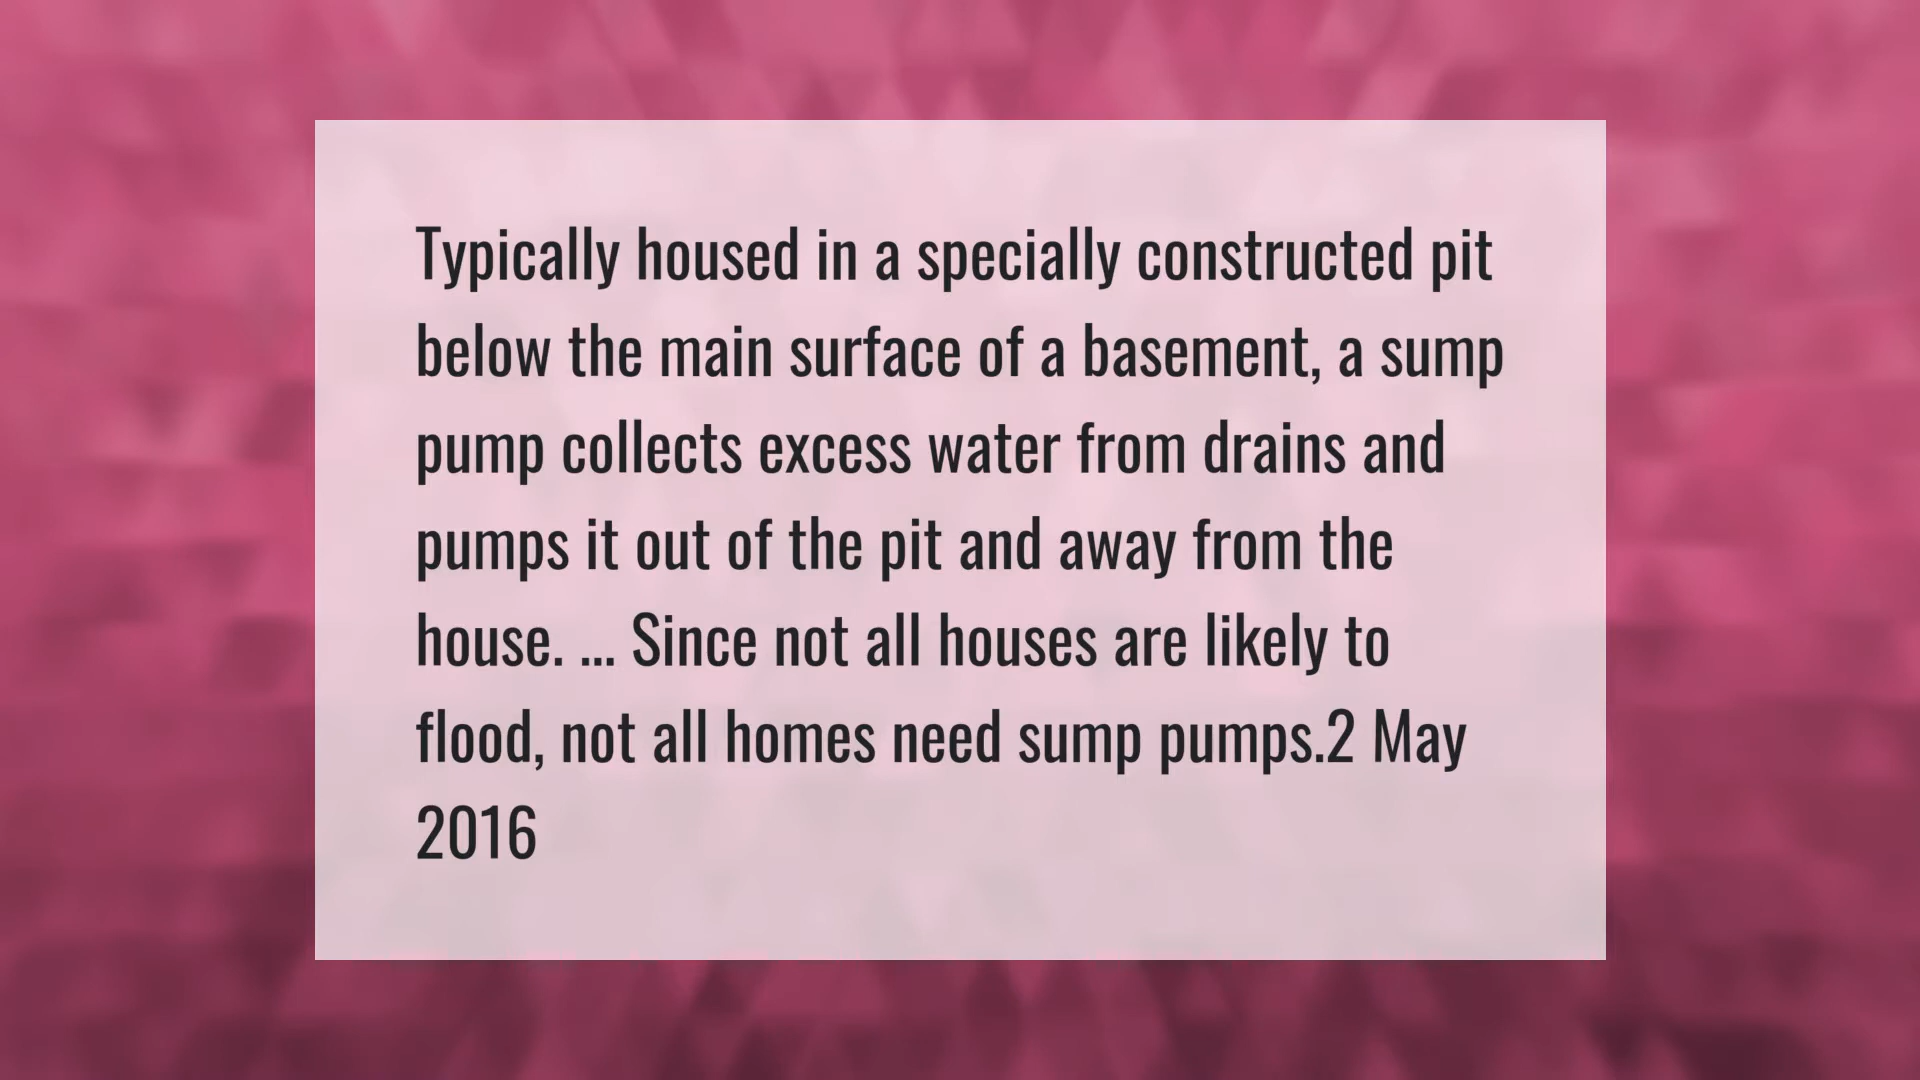 Typically housed in a specially constructed pit
below the main surface of a basement, a sump
pump collects excess water from drains and
pumps it out of the pit and away from the
house. ... Since not all houses are likely to
flood, not all homes need sump pumps.2 May
2016